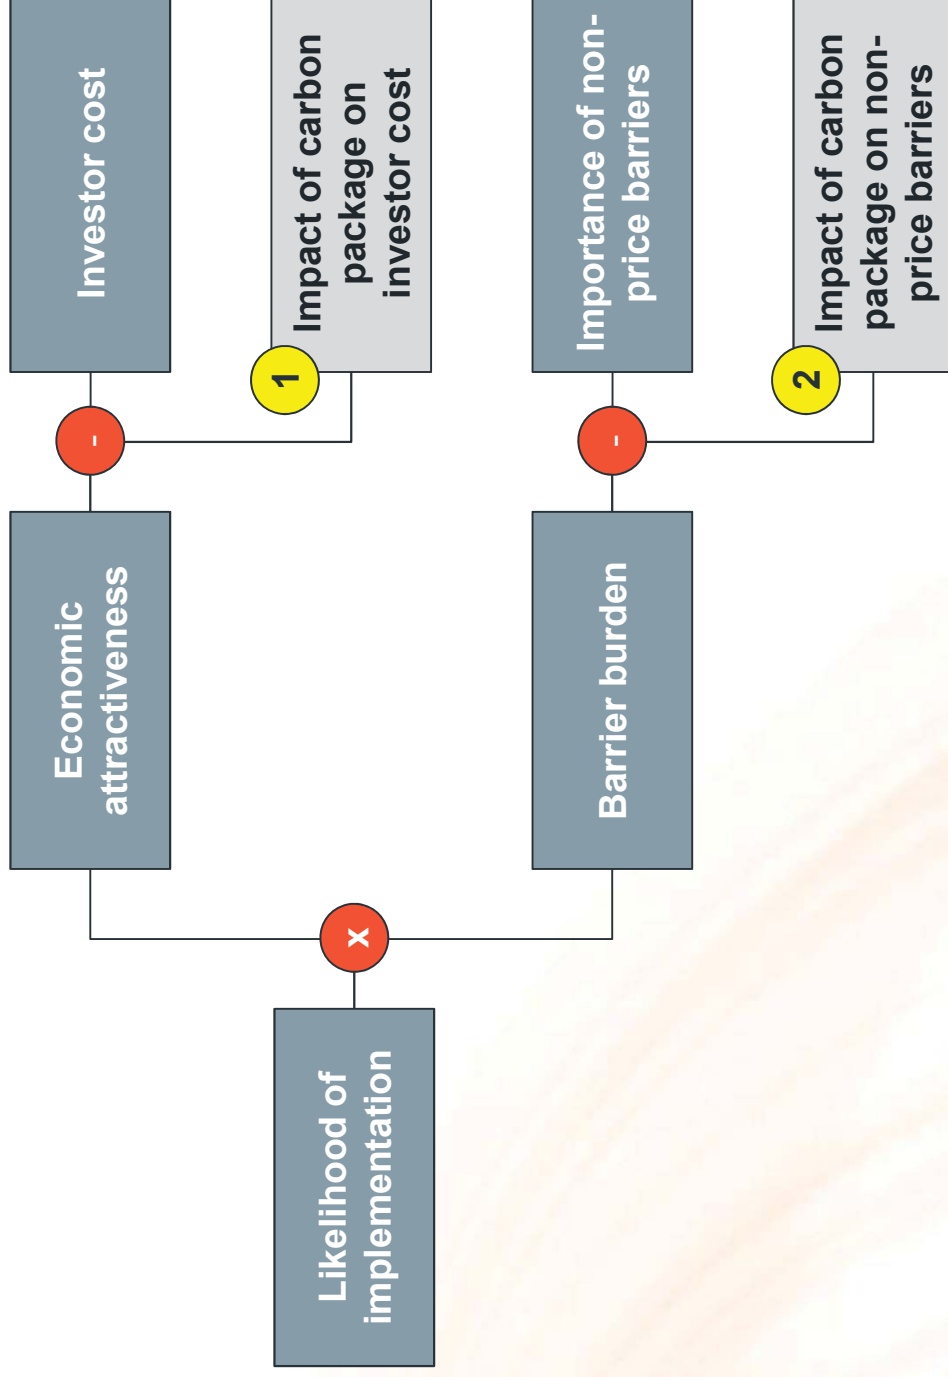 Likelihood of
implementation
x
Economic
attractiveness
-
Investor cost
1
Impact of carbon
package on
investor cost
Barrier burden
-
Importance of non-
price barriers
2
Impact of carbon
package on non-
price barriers